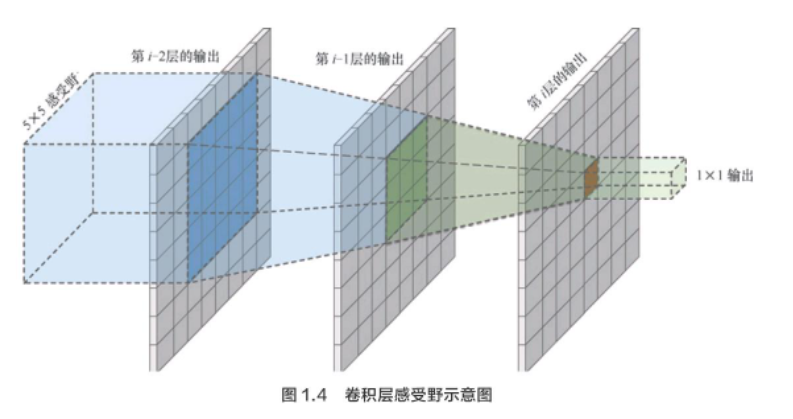 第 i–2层的输出
第 i–1层的输出
第 i层的输出
5×5 感受野
1×1 输出
图 1.4 卷积层感受野示意图